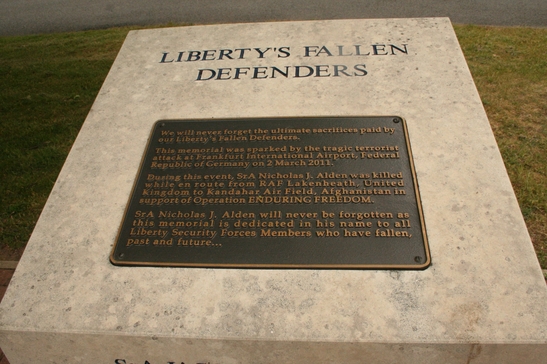 LIBERTY'S FALLEN
DEFENDERS
We will never forget the ultimate sacrifices paid by
our Liberty's Fallen Defenders.
This memorial was sparked by the tragic terrorist
attack at Frankfurt International Airport, Federal
Republic of Germany on 2 March 2011.
During this event, SrA Nicholas J. Alden was killed
while en route from RAF Lakenheath, United
Kingdom to Kandahar Air Field, Afghanistan in
support of Operation ENDURING FREEDOM.
SrA Nicholas J. Alden will never be forgotten as
this memorial is dedicated in his name to all
Liberty Security Forces Members who have fallen,
past and future...